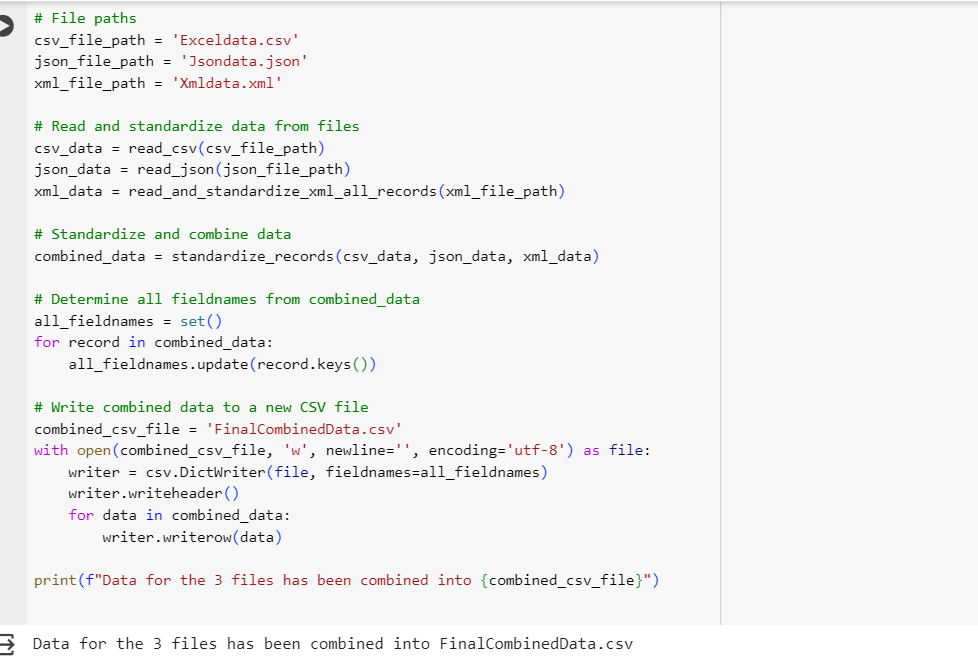 # File paths
csv_file_path = 'Exceldata.csv'
json_file_path = 'Jsondata.json'
xml_file_path = 'Xmldata.xml'
# Read and standardize data from files
csv_data = read_csv(csv_file_path)
json_data = read_json(json_file_path)
xml_data = read_and_standardize_xml_all_records(xml_file_path)
# Standardize and combine data
combined_data = standardize_records(csv_data, json_data, xml_data)
# Determine all fieldnames from combined_data
all_fieldnames = set()
for record in combined_data:
    all_fieldnames.update(record.keys())
# Write combined data to a new CSV file
combined_csv_file = 'FinalCombinedData.csv'
with open(combined_csv_file, 'w', newline='', encoding='utf-8') as file:
    writer = csv.DictWriter(file, fieldnames=all_fieldnames)
    writer.writeheader()
    for data in combined_data:
        writer.writerow(data)
print(f"Data for the 3 files has been combined into {combined_csv_file}")
Data for the 3 files has been combined into FinalCombinedData.csv